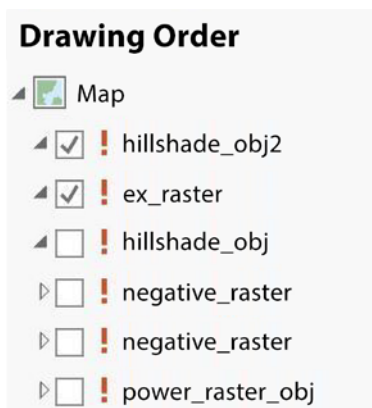 Drawing Order
Map
hillshade_obj2
ex_raster
hillshade_obj
negative_raster
negative_raster
power_raster_obj